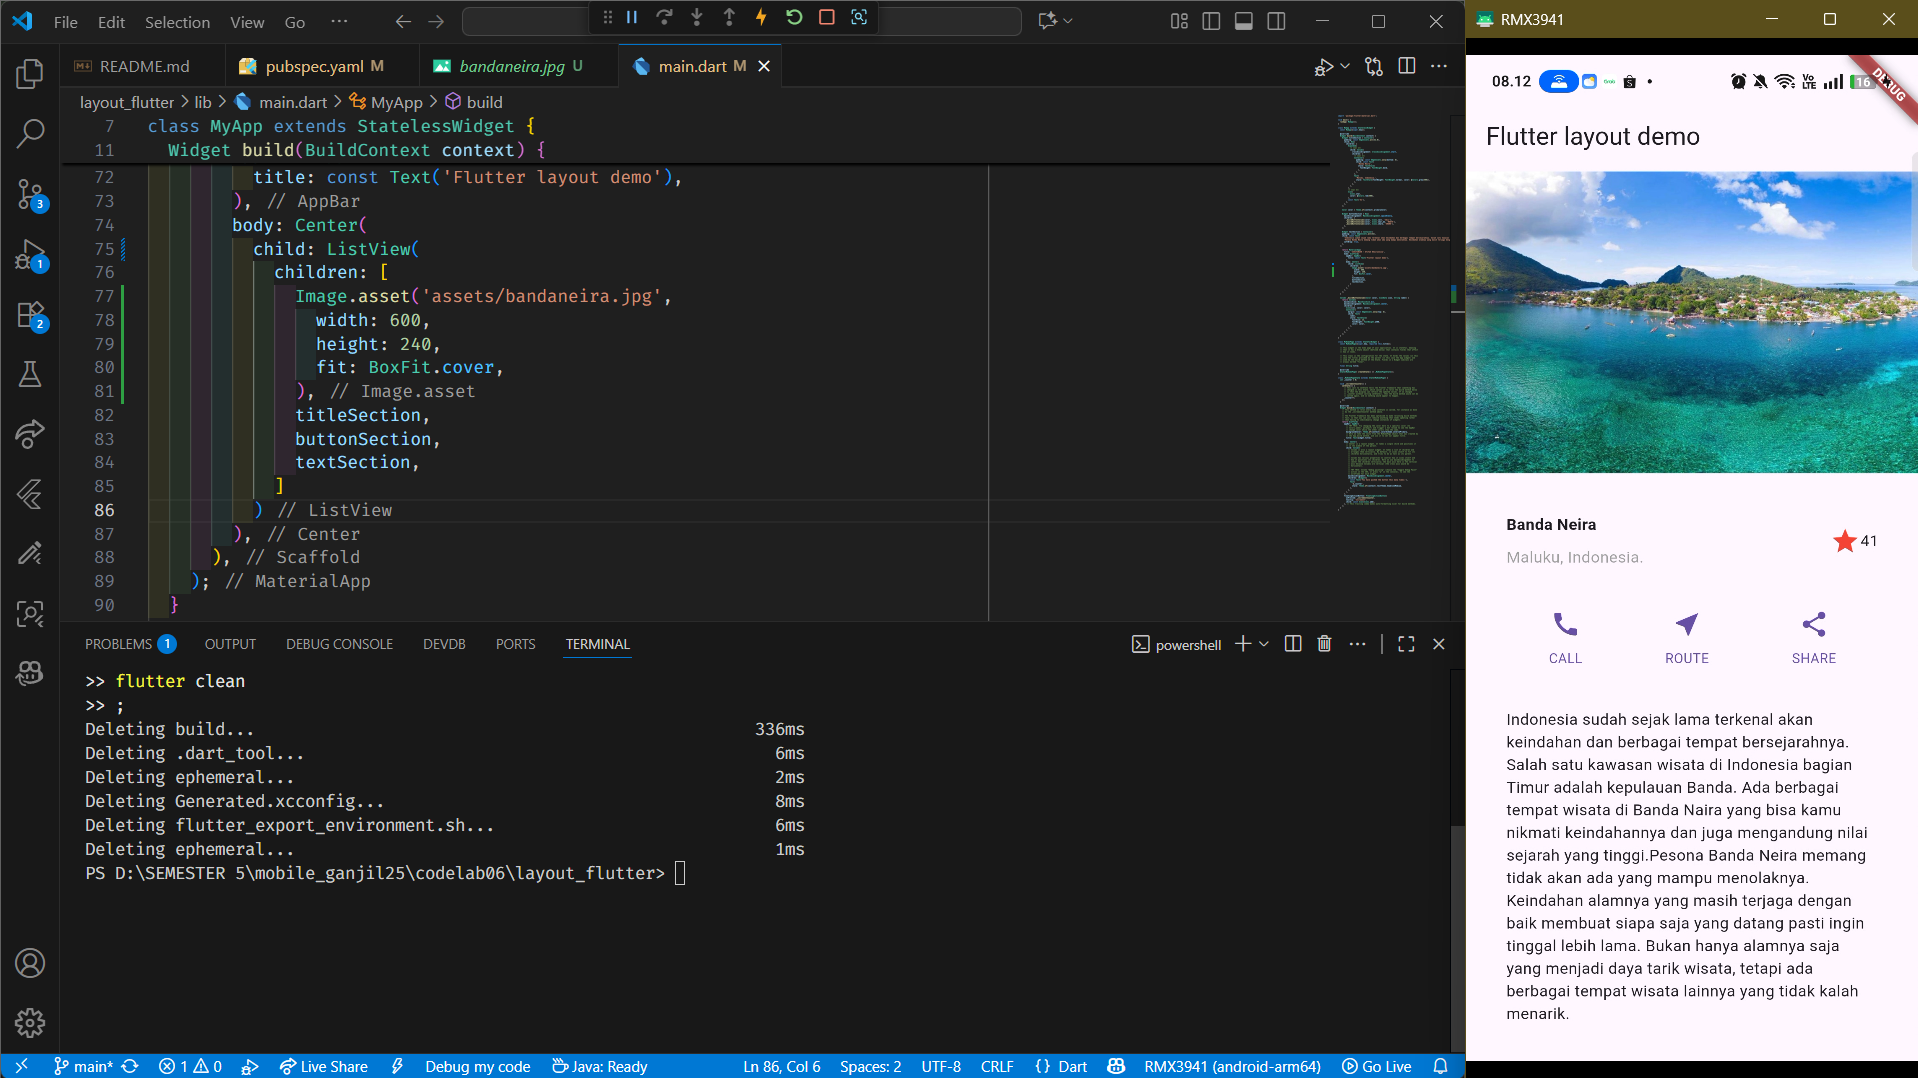 File Edit Selection View Go ···
RMX3941
README.md
pubspec.yaml M
bandaneira.jpg U
main.dart M
layout_flutter > lib > main.dart > MyApp > build
7 class MyApp extends StatelessWidget {
11 Widget build(BuildContext context) {
72 title: const Text('Flutter layout demo'),
73 ), // AppBar
74 body: Center(
75 child: ListView(
76 children: [
77 Image.asset('assets/bandaneira.jpg',
78 width: 600,
79 height: 240,
80 fit: BoxFit.cover,
81 ), // Image.asset
82 titleSection,
83 buttonSection,
84 textSection,
85 ]
86 ) // ListView
87 ), // Center
88 ), // Scaffold
89 ); // MaterialApp
90 }
3
1
2
PROBLEMS 1 OUTPUT DEBUG CONSOLE DEVDB PORTS TERMINAL
powershell
>> flutter clean
>> ;
Deleting build... 336ms
Deleting .dart_tool... 6ms
Deleting ephemeral... 2ms
Deleting Generated.xcconfig... 8ms
Deleting flutter_export_environment.sh... 6ms
Deleting ephemeral... 1ms
PS D:\SEMESTER 5\mobile_ganjil25\codelab06\layout_flutter>
main* 1 0 Live Share Debug my code Java: Ready
Ln 86, Col 6 Spaces: 2 UTF-8 CRLF {} Dart RMX3941 (android-arm64) Go Live
08.12
Vo LTE 16
DEBUG
Flutter layout demo
Banda Neira
Maluku, Indonesia.
41
CALL ROUTE SHARE
Indonesia sudah sejak lama terkenal akan
keindahan dan berbagai tempat bersejarahnya.
Salah satu kawasan wisata di Indonesia bagian
Timur adalah kepulauan Banda. Ada berbagai
tempat wisata di Banda Naira yang bisa kamu
nikmati keindahannya dan juga mengandung nilai
sejarah yang tinggi.Pesona Banda Neira memang
tidak akan ada yang mampu menolaknya.
Keindahan alamnya yang masih terjaga dengan
baik membuat siapa saja yang datang pasti ingin
tinggal lebih lama. Bukan hanya alamnya saja
yang menjadi daya tarik wisata, tetapi ada
berbagai tempat wisata lainnya yang tidak kalah
menarik.